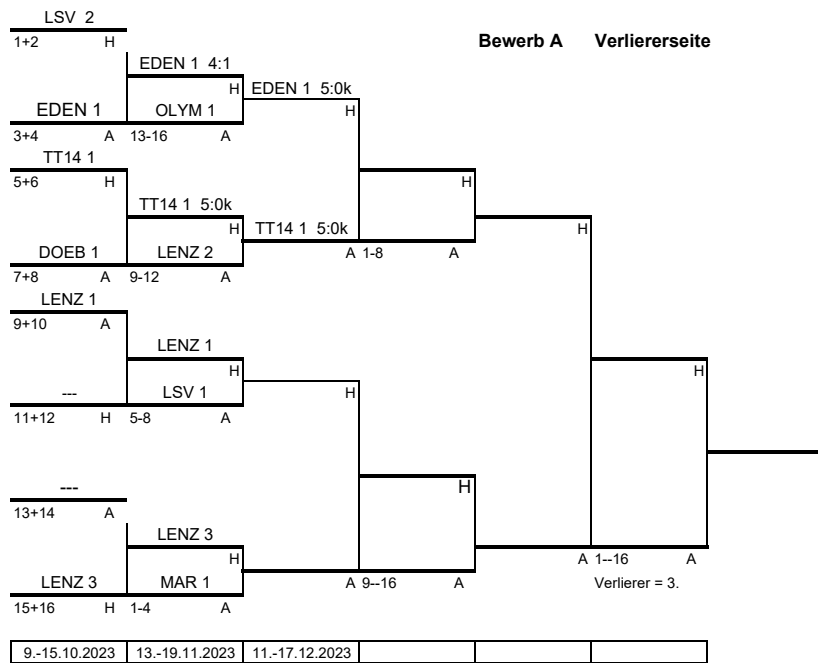 LSV 2
1+2 H
Bewerb A Verliererseite
EDEN 1 4:1
H
EDEN 1 5:0k
EDEN 1
OLYM 1
H
3+4 A
13-16 A
TT14 1
5+6 H
H
TT14 1 5:0k
H
TT14 1 5:0k
H
DOEB 1
LENZ 2
A
1-8 A
7+8 A
9-12 A
LENZ 1
9+10 A
LENZ 1
H
H
---
LSV 1
H
11+12 H
5-8 A
---
H
13+14 A
LENZ 3
H
A
1--16 A
LENZ 3
MAR 1
A
9--16 A
Verlierer = 3.
15+16 H
1-4 A
9.-15.10.2023 13.-19.11.2023 11.-17.12.2023